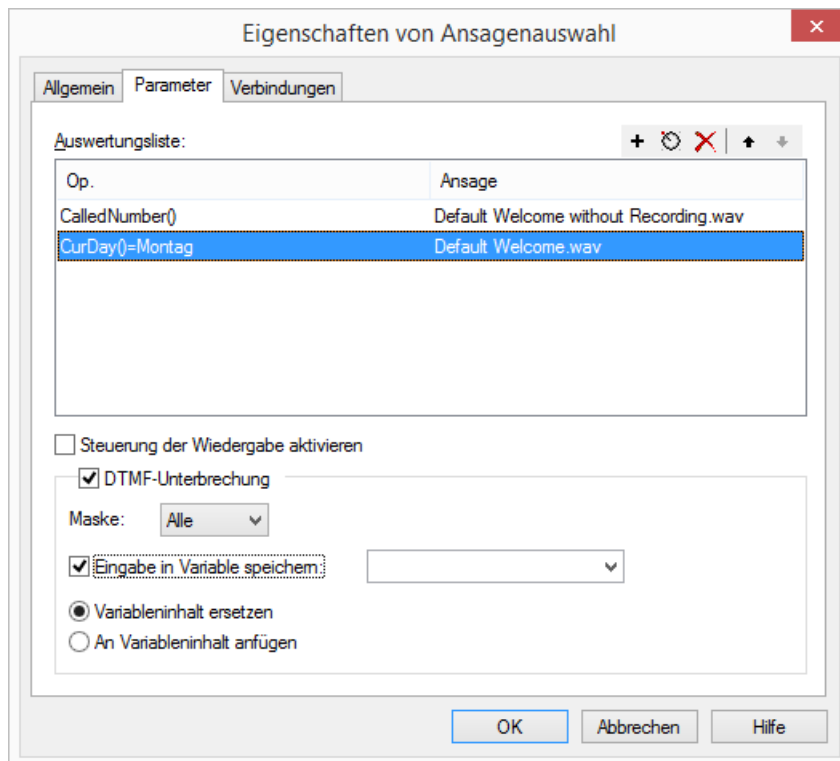 Eigenschaften von Ansagenauswahl
Allgemein Parameter Verbindungen
Auswertungsliste:
Op. Ansage
CalledNumber() Default Welcome without Recording.wav
CurDay()=Montag Default Welcome.wav
Steuerung der Wiedergabe aktivieren
DTMF-Unterbrechung
Maske: Alle
Eingabe in Variable speichern:
Variableninhalt ersetzen
An Variableninhalt anfügen
OK Abbrechen Hilfe